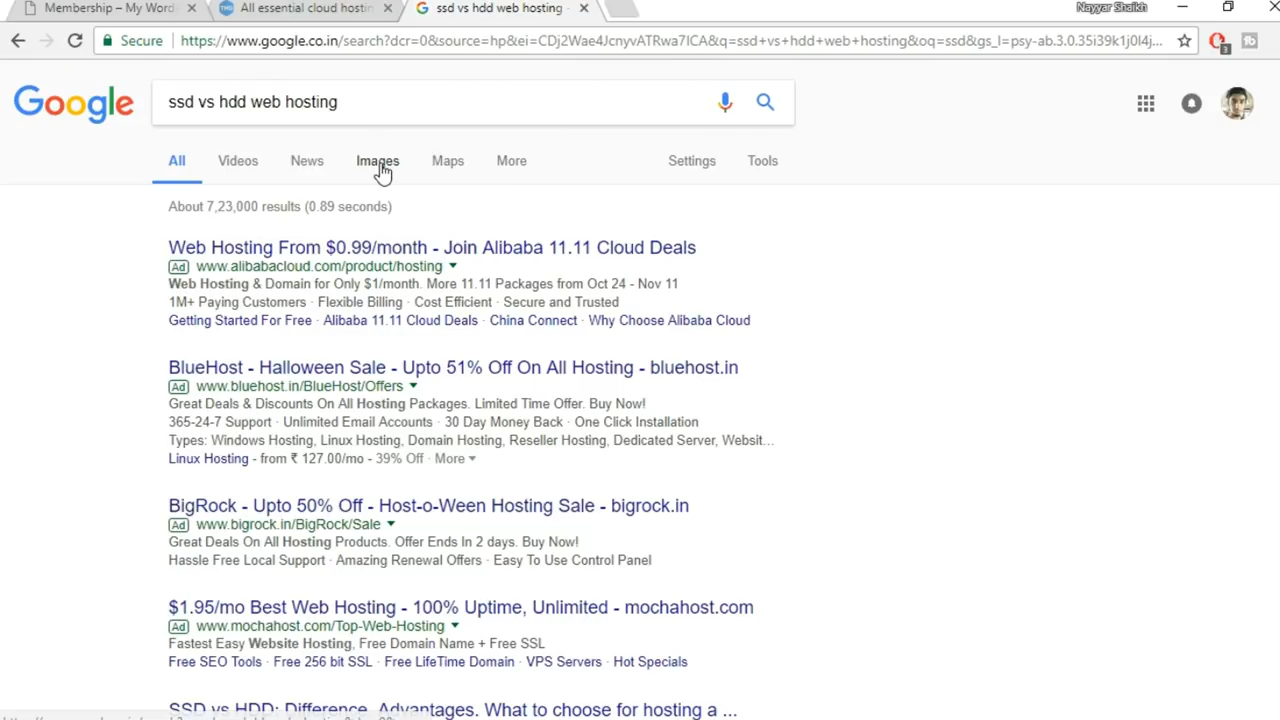 Membership – My Word
All essential cloud hostin
ssd vs hdd web hosting -
Nayyar Shaikh
Secure
https://www.google.co.in/search?dcr=0&source=hp&ei=CDj2Wae4JcnyvATRwa7ICA&q=ssd+vs+hdd+web+hosting&oq=ssd&gs_l=psy-ab.3.0.35i39k1j0l4j...
3
Google
ssd vs hdd web hosting
All Videos News Images Maps More Settings Tools
About 7,23,000 results (0.89 seconds)
Web Hosting From $0.99/month - Join Alibaba 11.11 Cloud Deals
Ad www.alibabacloud.com/product/hosting
Web Hosting & Domain for Only $1/month. More 11.11 Packages from Oct 24 - Nov 11
1M+ Paying Customers · Flexible Billing · Cost Efficient · Secure and Trusted
Getting Started For Free · Alibaba 11.11 Cloud Deals · China Connect · Why Choose Alibaba Cloud
BlueHost - Halloween Sale - Upto 51% Off On All Hosting - bluehost.in
Ad www.bluehost.in/BlueHost/Offers
Great Deals & Discounts On All Hosting Packages. Limited Time Offer. Buy Now!
365-24-7 Support · Unlimited Email Accounts · 30 Day Money Back · One Click Installation
Types: Windows Hosting, Linux Hosting, Domain Hosting, Reseller Hosting, Dedicated Server, Websit...
Linux Hosting - from ₹ 127.00/mo - 39% Off · More
BigRock - Upto 50% Off - Host-o-Ween Hosting Sale - bigrock.in
Ad www.bigrock.in/BigRock/Sale
Great Deals On All Hosting Products. Offer Ends In 2 days. Buy Now!
Hassle Free Local Support · Amazing Renewal Offers · Easy To Use Control Panel
$1.95/mo Best Web Hosting - 100% Uptime, Unlimited - mochahost.com
Ad www.mochahost.com/Top-Web-Hosting
Fastest Easy Website Hosting, Free Domain Name + Free SSL
Free SEO Tools · Free 256 bit SSL · Free LifeTime Domain · VPS Servers · Hot Specials
SSD vs HDD: Difference, Advantages. What to choose for hosting a ...